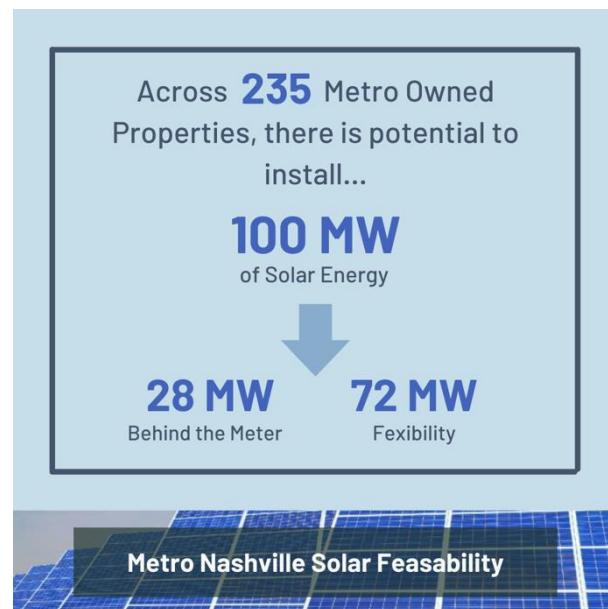 Across 235 Metro Owned
Properties, there is potential to
install...
100 MW
of Solar Energy
28 MW
72 MW
Behind the Meter
Fexibility
Metro Nashville Solar Feasability